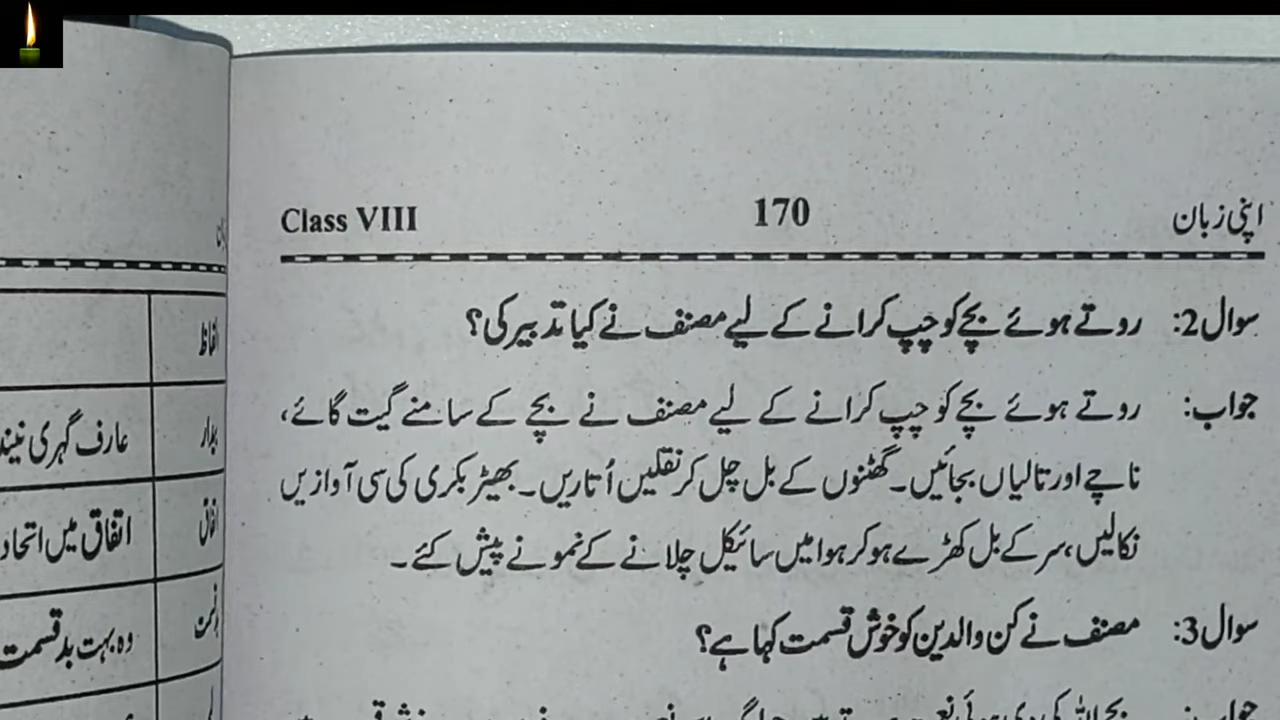 اپنی زبان 170 Class VIII
سوال 2: روتے ہوئے بچے کو چپ کرانے کے لیے مصنف نے کیا تدبیر کی؟
جواب: روتے ہوئے بچے کو چپ کرانے کے لیے مصنف نے بچے کے سامنے گیت گائے،
ناچے اور تالیاں بجائیں۔ گھٹنوں کے بل چل کر نقلیں اُتاریں۔ بھیڑ بکری کی سی آوازیں
نکالیں، سر کے بل کھڑے ہو کر ہوا میں سائیکل چلانے کے نمونے پیش کئے۔
سوال 3: مصنف نے کن والدین کو خوش قسمت کہا ہے؟
الفاظ
عارف گہری نیند
اتفاق اتفاق میں اتحاد
وہ بہت بدقسمت